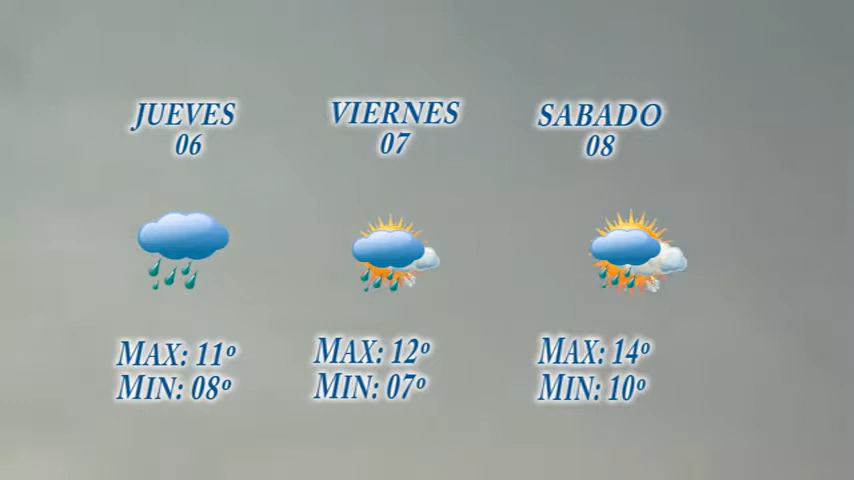 JUEVES
06
VIERNES
07
SABADO
08
MAX: 11º
MIN: 08º
MAX: 12º
MIN: 07º
MAX: 14º
MIN: 10º